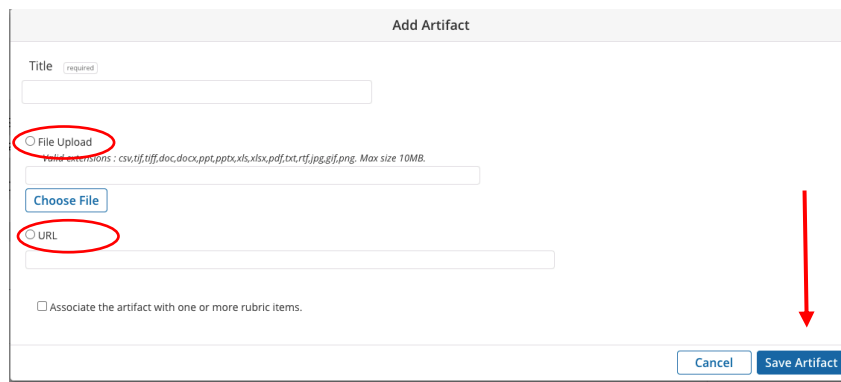 Add Artifact
Title required
File Upload
Valid extensions : csv,tif,tiff,doc,docx,ppt,pptx,xls,xlsx,pdf,txt,rtf,jpg,gif,png. Max size 10MB.
Choose File
URL
Associate the artifact with one or more rubric items.
Cancel Save Artifact